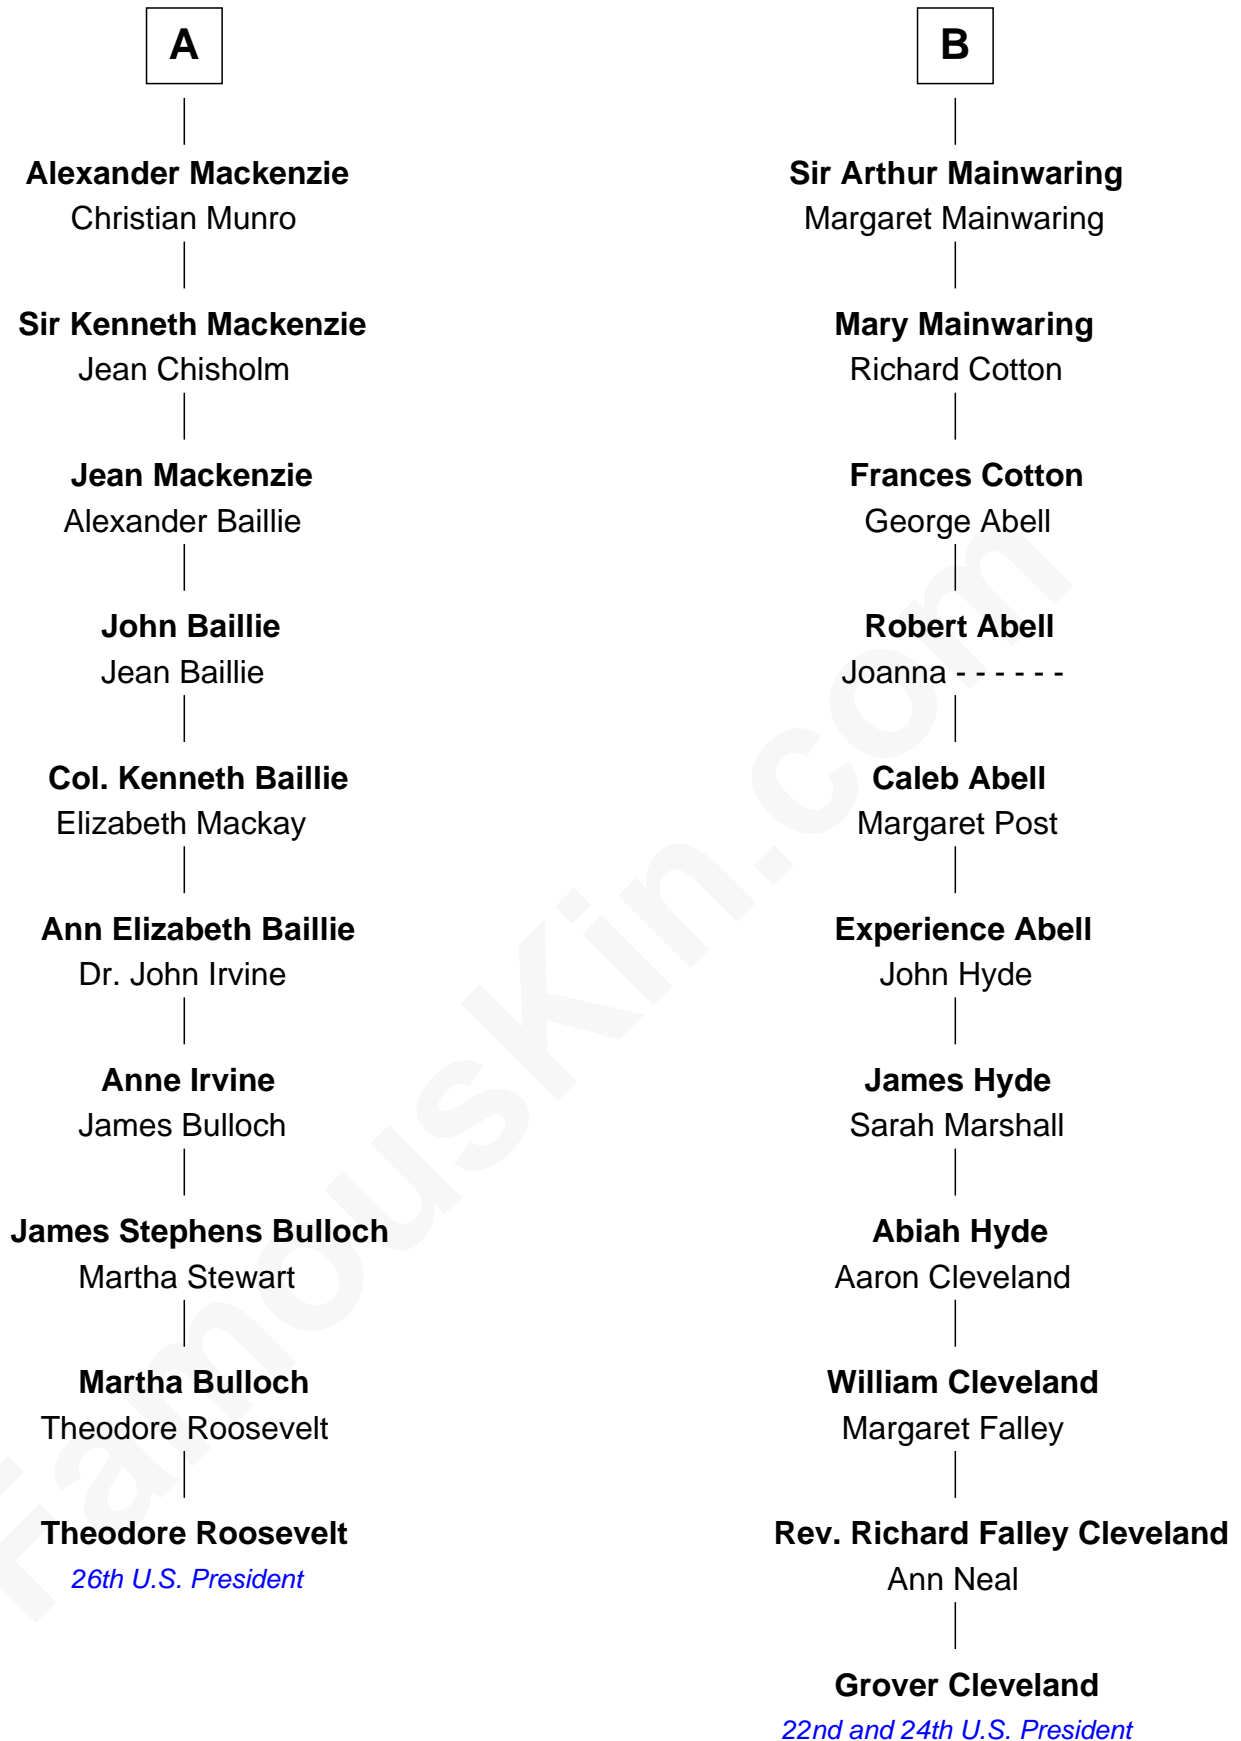 A
Alexander Mackenzie
Christian Munro
Sir Kenneth Mackenzie
Jean Chisholm
Jean Mackenzie
Alexander Baillie
John Baillie
Jean Baillie
Col. Kenneth Baillie
Elizabeth Mackay
Ann Elizabeth Baillie
Dr. John Irvine
Anne Irvine
James Bulloch
James Stephens Bulloch
Martha Stewart
Martha Bulloch
Theodore Roosevelt
Theodore Roosevelt
26th U.S. President
B
Sir Arthur Mainwaring
Margaret Mainwaring
Mary Mainwaring
Richard Cotton
Frances Cotton
George Abell
Robert Abell
Joanna - - - - - -
Caleb Abell
Margaret Post
Experience Abell
John Hyde
James Hyde
Sarah Marshall
Abiah Hyde
Aaron Cleveland
William Cleveland
Margaret Falley
Rev. Richard Falley Cleveland
Ann Neal
Grover Cleveland
22nd and 24th U.S. President
FamousKin.com